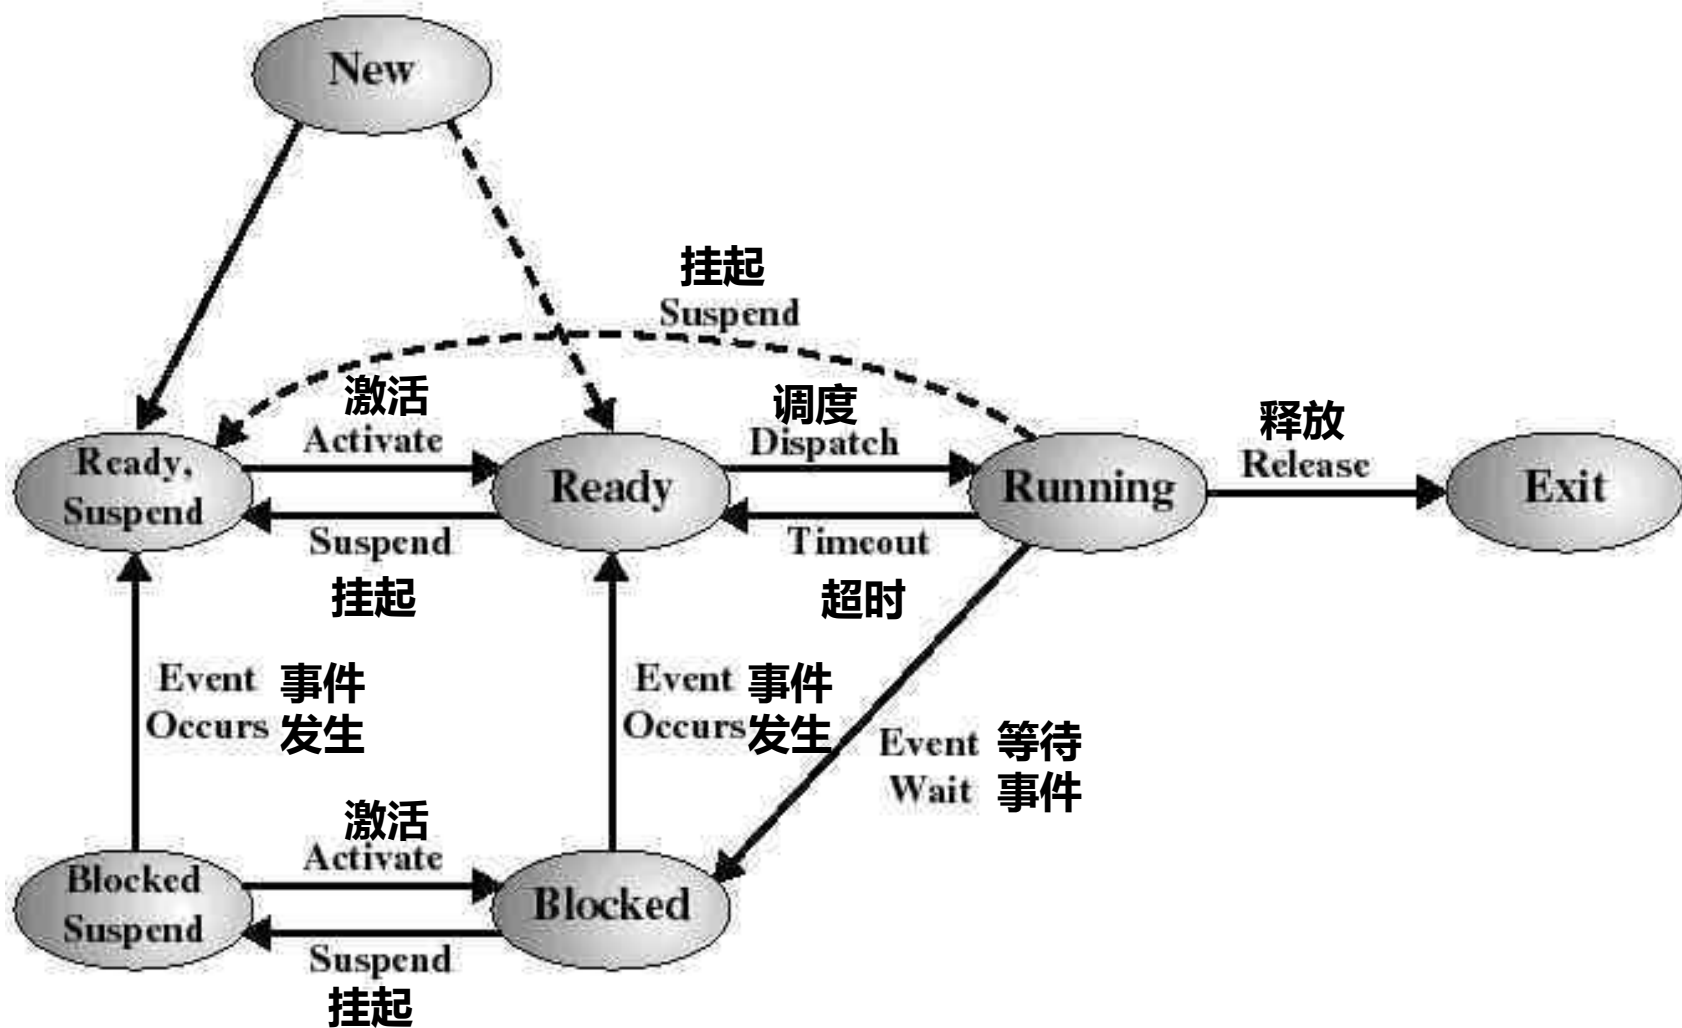 New
挂起
Suspend
激活
Activate
调度
Dispatch
释放
Release
Ready,
Suspend
Ready
Running
Exit
Suspend
挂起
Timeout
超时
Event 事件
Occurs 发生
Event 事件
Occurs 发生
Event 等待
Wait 事件
激活
Activate
Blocked
Suspend
Blocked
Suspend
挂起